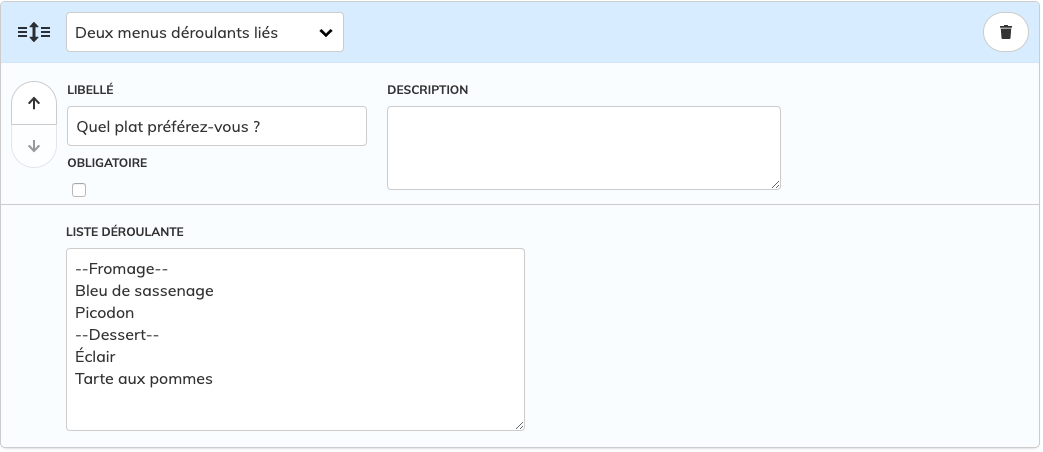 Deux menus déroulants liés
LIBELLÉ
Quel plat préférez-vous ?
OBLIGATOIRE
DESCRIPTION
LISTE DÉROULANTE
--Fromage--
Bleu de sassenage
Picodon
--Dessert--
Éclair
Tarte aux pommes